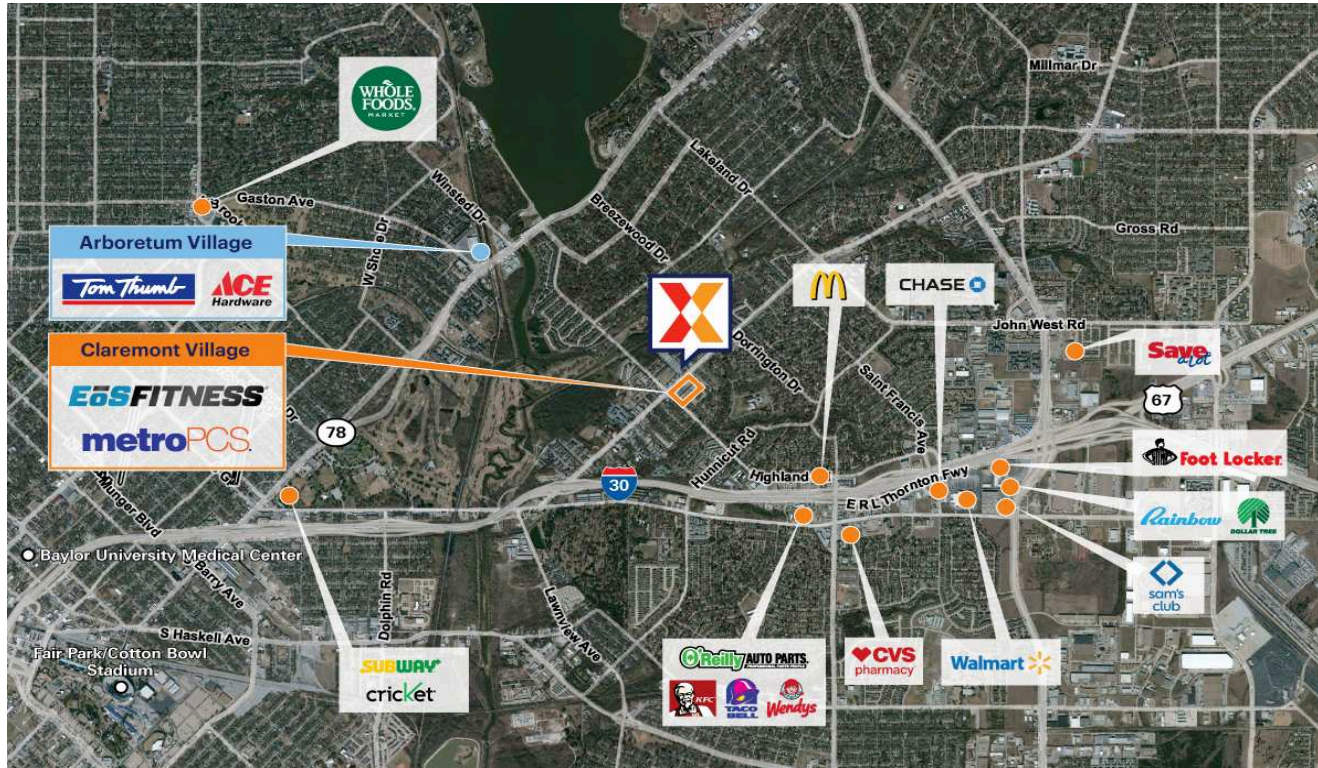 Millmar Dr
WHOLE
FOODS
MARKET
Lakeland Dr
Winsted Dr
Gaston Ave
Breezewood Dr
Gross Rd
Arboretum Village
Tom Thumb
ACE
Hardware
W Shore Dr
M
CHASE
John West Rd
Save
a lot
Claremont Village
EōS FITNESS
metroPCS.
Dorrington Dr
Saint Francis Ave
67
78
Dr
Hunnicut Rd
Highland
30
E R L Thornton Fwy
Foot Locker
Rainbow
DOLLAR TREE
Munger Blvd
Baylor University Medical Center
S Barry Ave
Dolphin Rd
Lawnview Ave
sam's
club
S Haskell Ave
Fair Park/Cotton Bowl
Stadium
SUBWAY
cricket
O'Reilly AUTO PARTS.
KFC
TACO
BELL
Wendys
CVS
pharmacy
Walmart